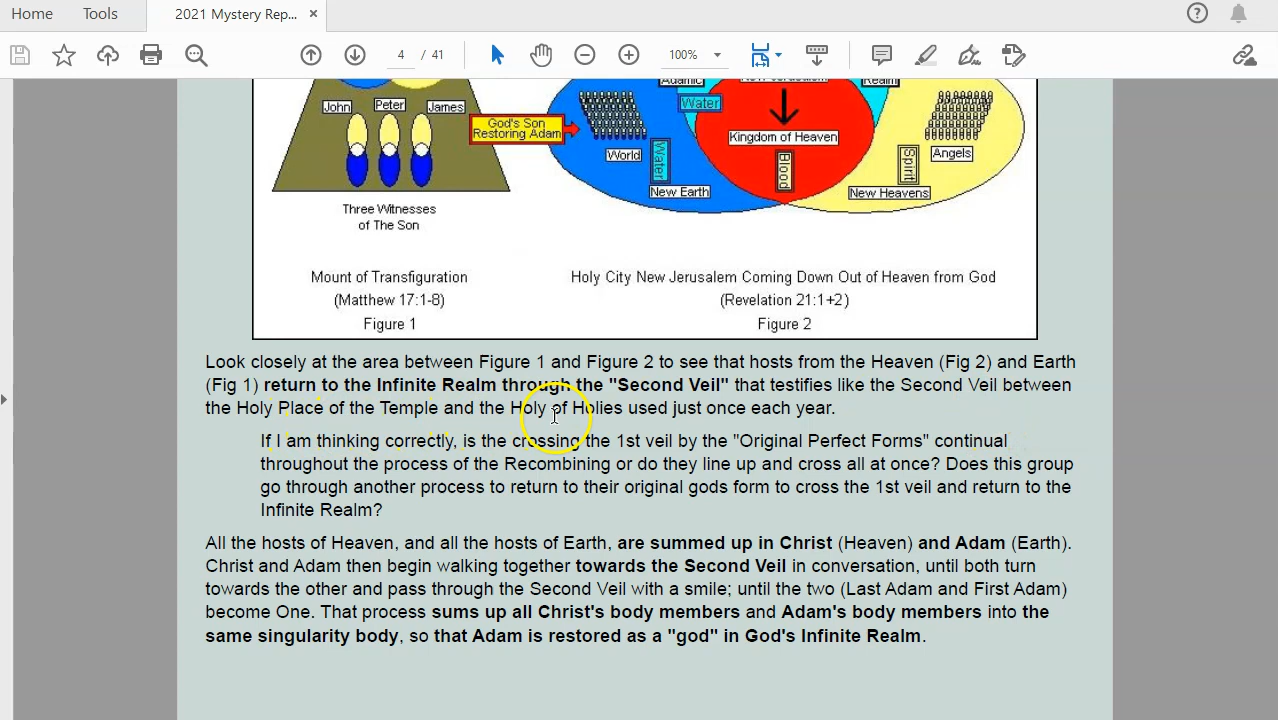 Home Tools 2021 Mystery Rep... ×
4 / 41 100%
Adamic Realm
John Peter James Water
God's Son
Restoring Adam
Kingdom of Heaven
World Water Blood Spirit Angels
New Earth New Heavens
Three Witnesses
of The Son
Mount of Transfiguration Holy City New Jerusalem Coming Down Out of Heaven from God
(Matthew 17:1-8) (Revelation 21:1+2)
Figure 1 Figure 2
Look closely at the area between Figure 1 and Figure 2 to see that hosts from the Heaven (Fig 2) and Earth
(Fig 1) return to the Infinite Realm through the "Second Veil" that testifies like the Second Veil between
the Holy Place of the Temple and the Holy of Holies used just once each year.
If I am thinking correctly, is the crossing the 1st veil by the "Original Perfect Forms" continual
throughout the process of the Recombining or do they line up and cross all at once? Does this group
go through another process to return to their original gods form to cross the 1st veil and return to the
Infinite Realm?
All the hosts of Heaven, and all the hosts of Earth, are summed up in Christ (Heaven) and Adam (Earth).
Christ and Adam then begin walking together towards the Second Veil in conversation, until both turn
towards the other and pass through the Second Veil with a smile; until the two (Last Adam and First Adam)
become One. That process sums up all Christ's body members and Adam's body members into the
same singularity body, so that Adam is restored as a "god" in God's Infinite Realm.